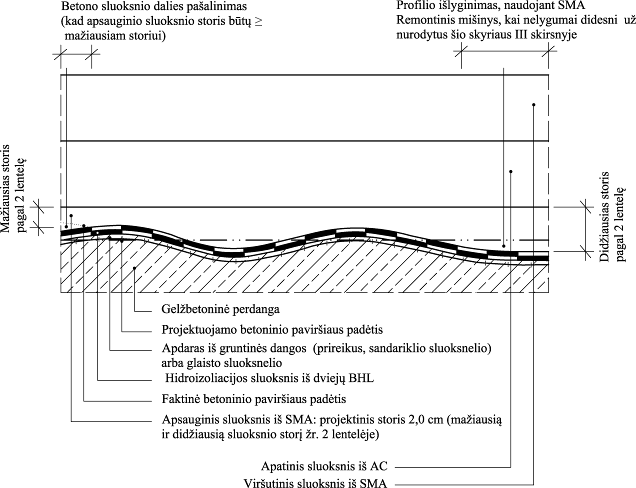 Betono sluoksnio dalies pašalinimas
(kad apsauginio sluoksnio storis būtų ≥
mažiausiam storiui)
Profilio išlyginimas, naudojant SMA
Remontinis mišinys, kai nelygumai didesni už
nurodytus šio skyriaus III skirsnyje
Mažiausias storis
pagal 2 lentelę
Didžiausias storis
pagal 2 lentelę
Gelžbetoninė perdanga
Projektuojamo betoninio paviršiaus padėtis
Apdaras iš gruntinės dangos (prireikus, sandariklio sluoksnelio)
arba glaisto sluoksnelio
Hidroizoliacijos sluoksnis iš dviejų BHL
Faktinė betoninio paviršiaus padėtis
Apsauginis sluoksnis iš SMA: projektinis storis 2,0 cm (mažiausią
ir didžiausią sluoksnio storį žr. 2 lentelėje)
Apatinis sluoksnis iš AC
Viršutinis sluoksnis iš SMA